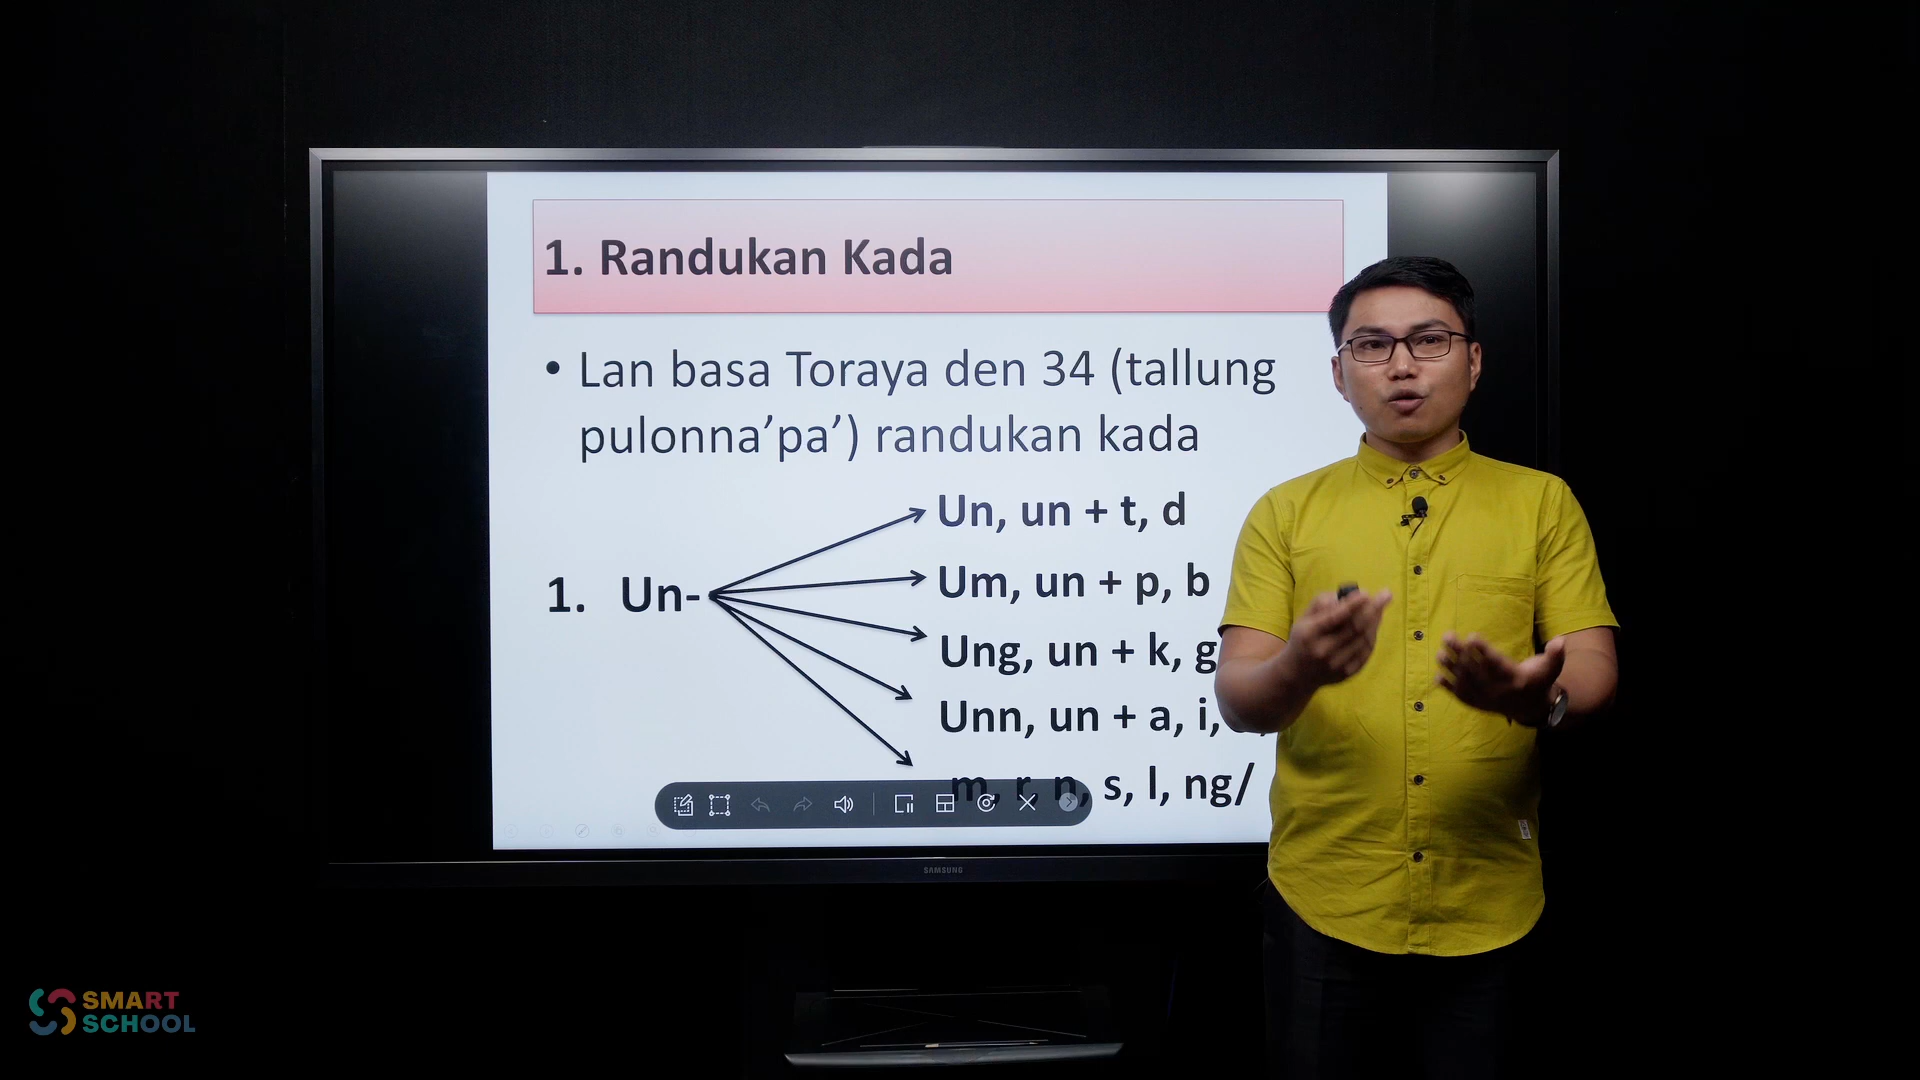 1. Randukan Kada
• Lan basa Toraya den 34 (tallung
pulonna’pa’) randukan kada
1. Un-
Un, un + t, d
Um, un + p, b
Ung, un + k, g
Unn, un + a, i,
m, r, n, s, l, ng/
SAMSUNG
SMART
SCHOOL